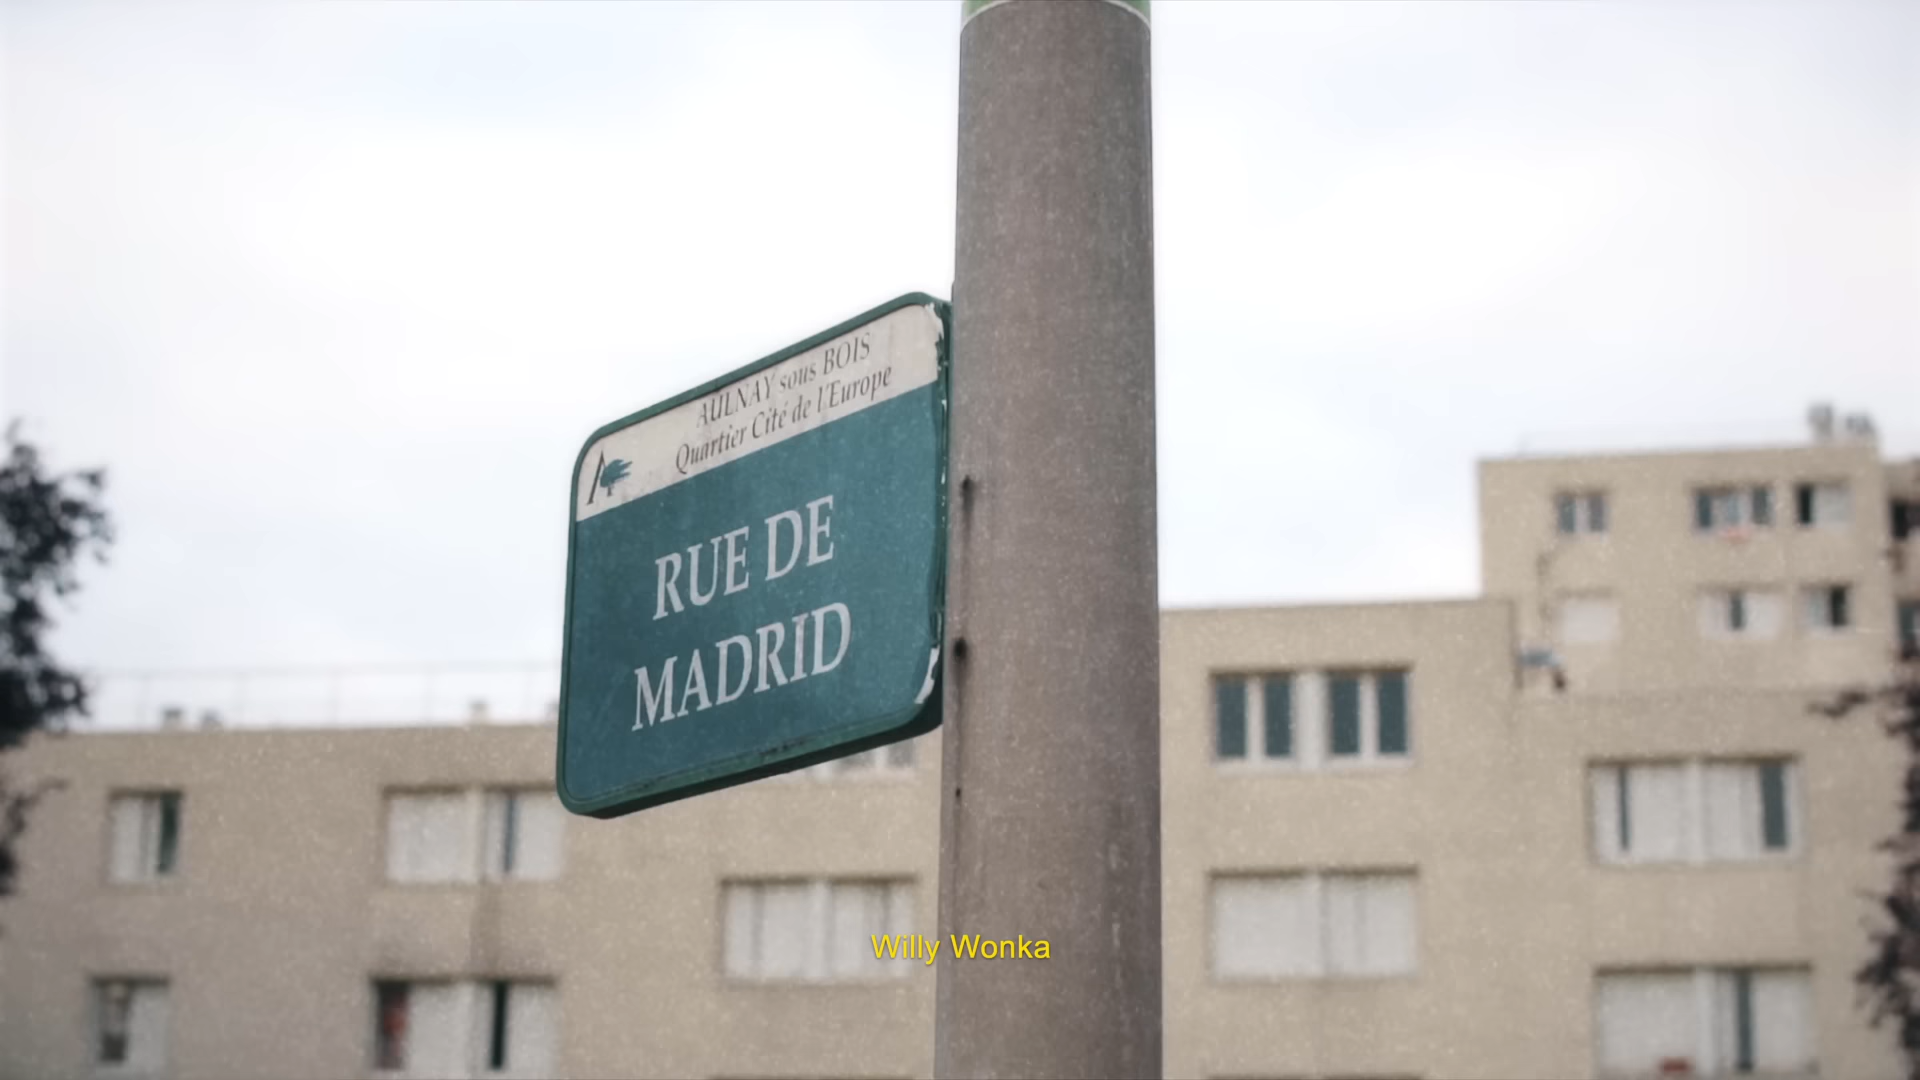 AULNAY sous BOIS
Quartier Cité de l'Europe
RUE DE
MADRID
Willy Wonka